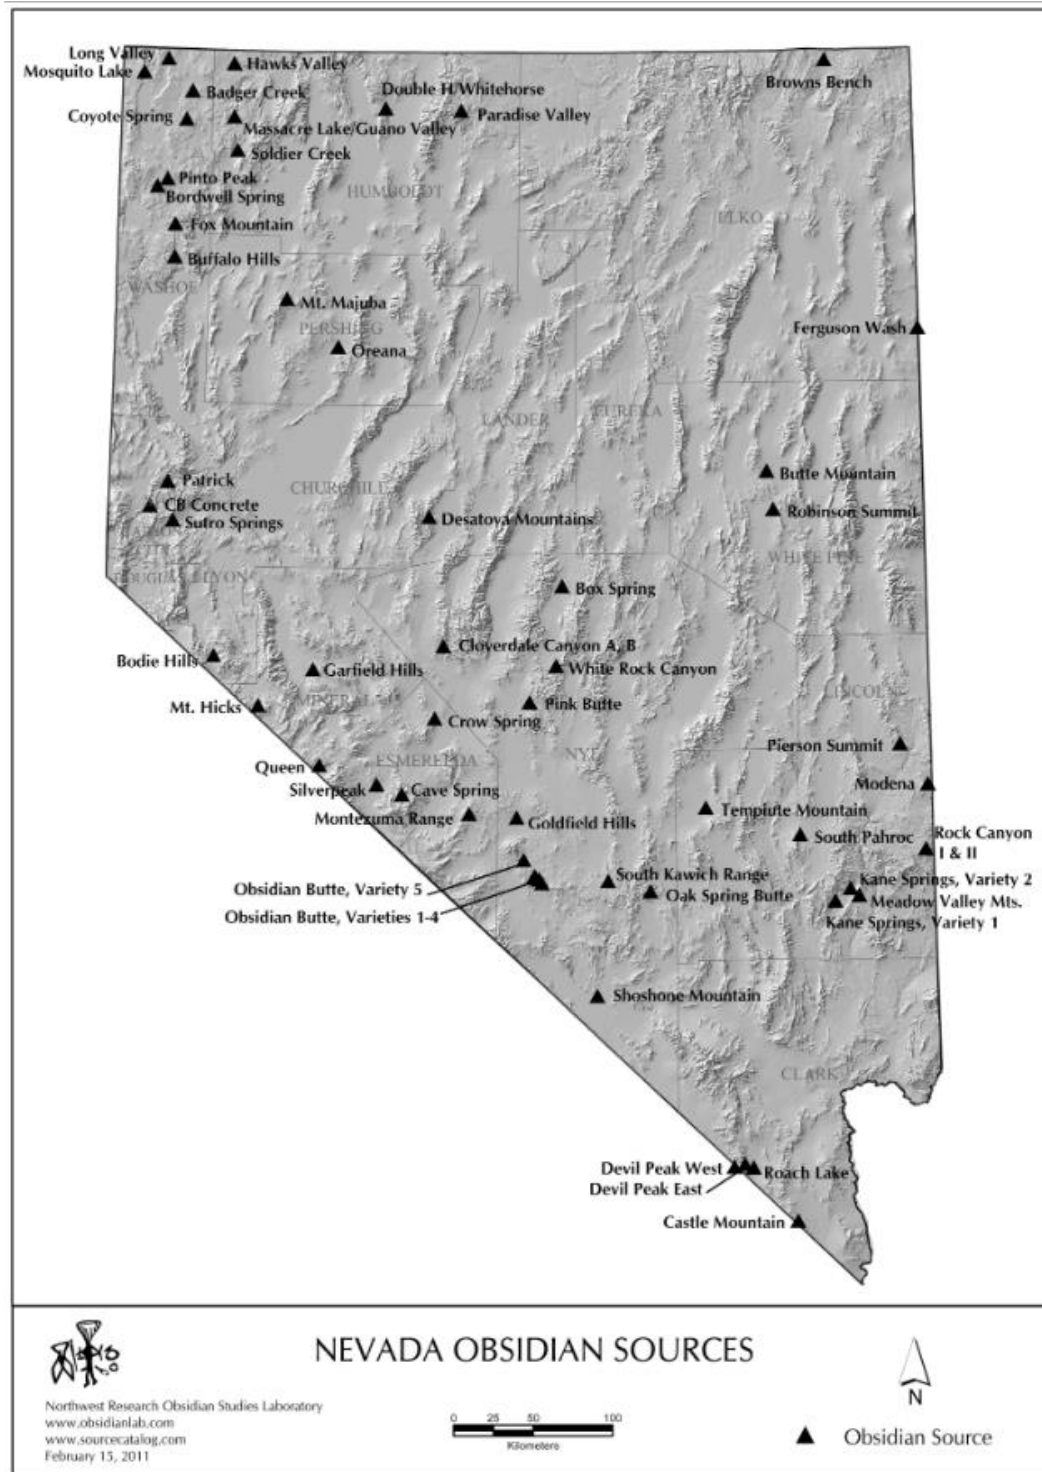 Long Valley
Mosquito Lake
Hawks Valley
Badger Creek
Double H/Whitehorse
Browns Bench
Coyote Spring
Massacre Lake/Guano Valley
Paradise Valley
Soldier Creek
Pinto Peak
HUMBOLDT
Bordwell Spring
ELKO
Fox Mountain
Buffalo Hills
WASHOE
Mt. Majuba
PERSHING
Ferguson Wash
Oreana
LANDER
EUREKA
Patrick
Butte Mountain
CHURCHILL
CB Concrete
Sutro Springs
Desatoya Mountains
Robinson Summit
WHITE PINE
DOUGLAS
LYON
Box Spring
Cloverdale Canyon A, B
Bodie Hills
Garfield Hills
White Rock Canyon
LINCOLN
MINERAL
Mt. Hicks
Pink Butte
Crow Spring
Pierson Summit
NYE
ESMERELDA
Queen
Modena
Silverpeak
Cave Spring
Tempiute Mountain
Montezuma Range
Goldfield Hills
South Pahroc
Rock Canyon
I & II
South Kawich Range
Kane Springs, Variety 2
Obsidian Butte, Variety 5
Oak Spring Butte
Meadow Valley Mts.
Obsidian Butte, Varieties 1-4
Kane Springs, Variety 1
Shoshone Mountain
CLARK
Devil Peak West
Roach Lake
Devil Peak East
Castle Mountain
NEVADA OBSIDIAN SOURCES
N
Northwest Research Obsidian Studies Laboratory
www.obsidianlab.com
www.sourcecatalog.com
February 15, 2011
0 25 50 100
Kilometers
Obsidian Source